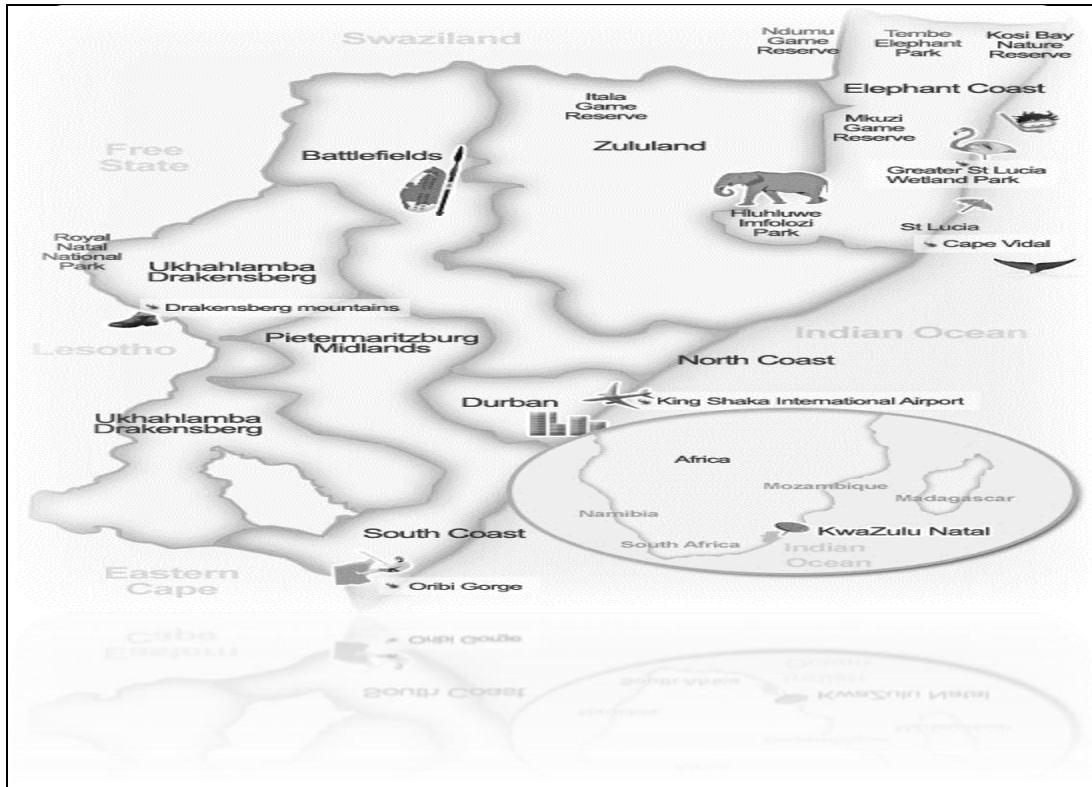 Swaziland
Ndumu
Game
Reserve
Tembe
Elephant
Park
Kosi Bay
Nature
Reserve
Elephant Coast
Itala
Game
Reserve
Mkuzi
Game
Reserve
Free
State
Battlefields
Zululand
Greater St Lucia
Wetland Park
Hluhluwe
Imfolozi
Park
St Lucia
Cape Vidal
Royal
Natal
National
Park
Ukhahlamba
Drakensberg
Drakensberg mountains
Lesotho
Pietermaritzburg
Midlands
Indian Ocean
North Coast
Durban
King Shaka International Airport
Ukhahlamba
Drakensberg
Africa
Mozambique
Madagascar
Namibia
KwaZulu Natal
South Africa
Indian
Ocean
South Coast
Eastern
Cape
Oribi Gorge